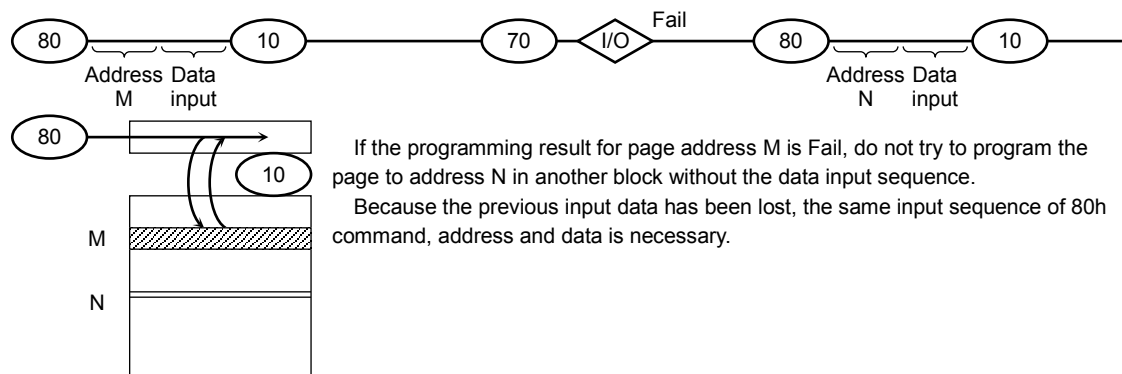 Fail
80 10 70 I/O 80 10
Address Data Address Data
M input N input
80
If the programming result for page address M is Fail, do not try to program the
10
page to address N in another block without the data input sequence.
Because the previous input data has been lost, the same input sequence of 80h
M
command, address and data is necessary.
N